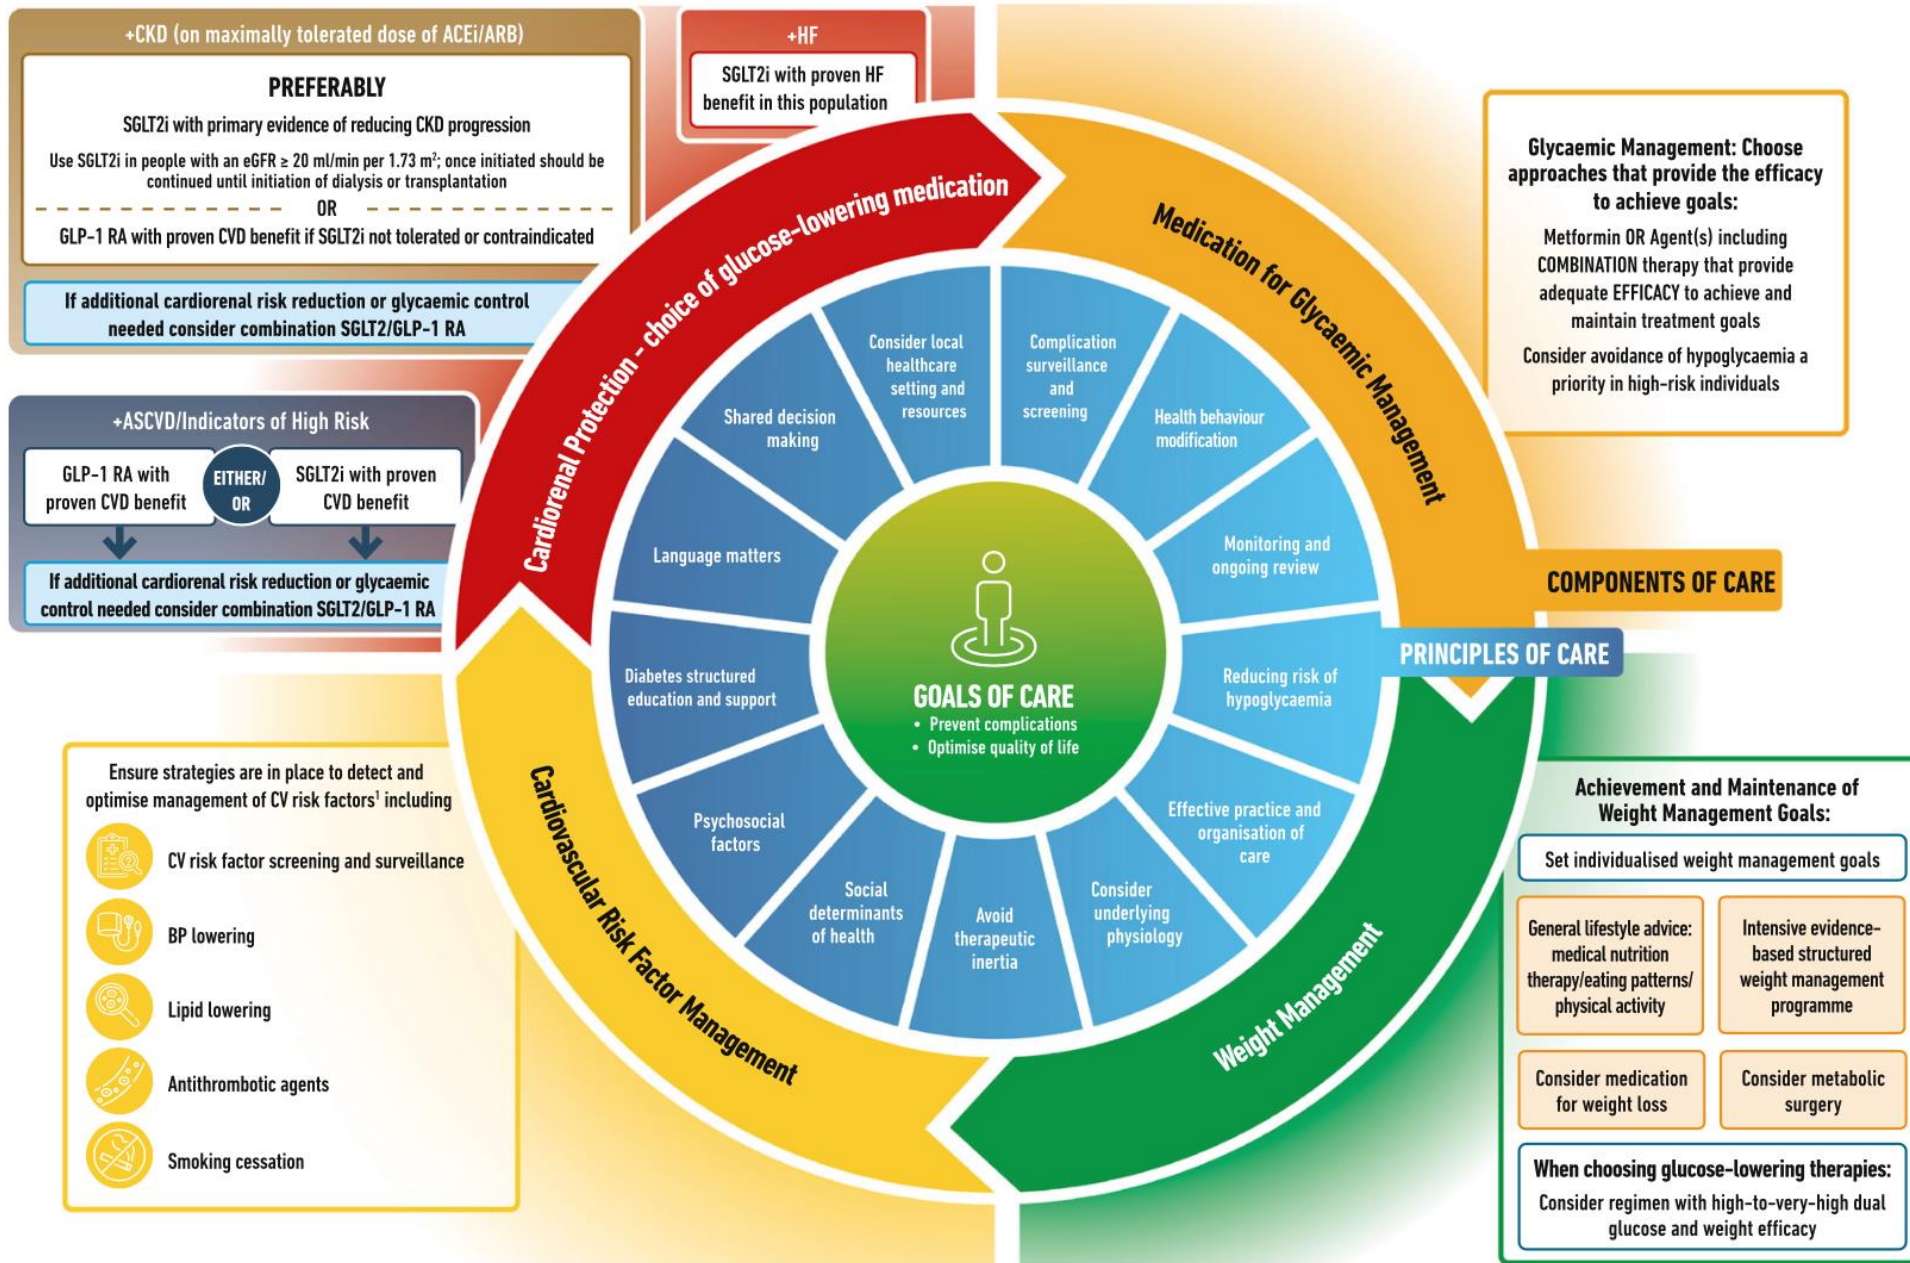 +CKD (on maximally tolerated dose of ACEi/ARB)
PREFERABLY
SGLT2i with primary evidence of reducing CKD progression
Use SGLT2i in people with an eGFR ≥ 20 ml/min per 1.73 m²; once initiated should be
continued until initiation of dialysis or transplantation
OR
GLP-1 RA with proven CVD benefit if SGLT2i not tolerated or contraindicated
If additional cardiorenal risk reduction or glycaemic control
needed consider combination SGLT2/GLP-1 RA
+HF
SGLT2i with proven HF
benefit in this population
+ASCVD/Indicators of High Risk
GLP-1 RA with
proven CVD benefit
EITHER/
OR
SGLT2i with proven
CVD benefit
If additional cardiorenal risk reduction or glycaemic
control needed consider combination SGLT2/GLP-1 RA
Cardiorenal Protection - choice of glucose-lowering medication
Medication for Glycaemic Management
Glycaemic Management: Choose
approaches that provide the efficacy
to achieve goals:
Metformin OR Agent(s) including
COMBINATION therapy that provide
adequate EFFICACY to achieve and
maintain treatment goals
Consider avoidance of hypoglycaemia a
priority in high-risk individuals
COMPONENTS OF CARE
PRINCIPLES OF CARE
Consider local
healthcare
setting and
resources
Complication
surveillance
and
screening
Health behaviour
modification
Monitoring and
ongoing review
Reducing risk of
hypoglycaemia
Effective practice and
organisation of
care
Consider
underlying
physiology
Avoid
therapeutic
inertia
Social
determinants
of health
Psychosocial
factors
Diabetes structured
education and support
Language matters
Shared decision
making
GOALS OF CARE
• Prevent complications
• Optimise quality of life
Cardiovascular Risk Factor Management
Weight Management
Ensure strategies are in place to detect and
optimise management of CV risk factors¹ including
CV risk factor screening and surveillance
BP lowering
Lipid lowering
Antithrombotic agents
Smoking cessation
Achievement and Maintenance of
Weight Management Goals:
Set individualised weight management goals
General lifestyle advice:
medical nutrition
therapy/eating patterns/
physical activity
Intensive evidence-
based structured
weight management
programme
Consider medication
for weight loss
Consider metabolic
surgery
When choosing glucose-lowering therapies:
Consider regimen with high-to-very-high dual
glucose and weight efficacy